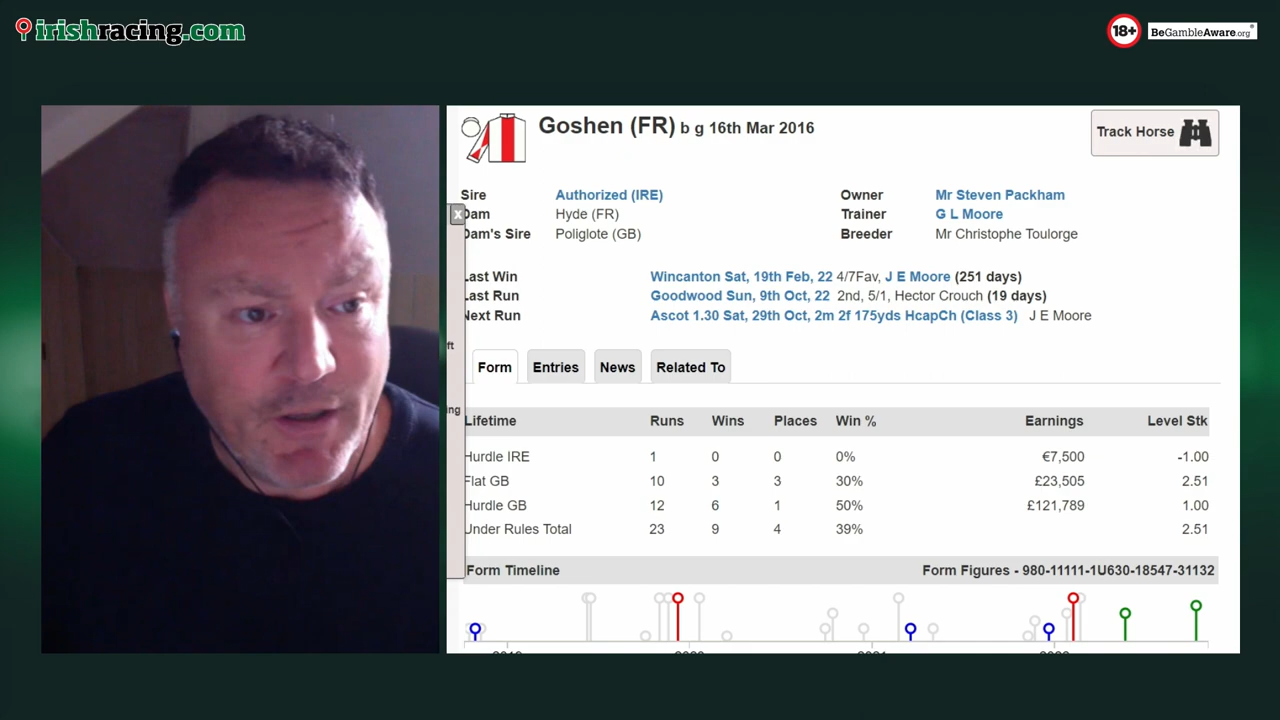 irishracing.com
18+
BeGambleAware.org®
Goshen (FR) b g 16th Mar 2016
Track Horse
Sire Authorized (IRE) Owner Mr Steven Packham
x
Dam Hyde (FR) Trainer G L Moore
Dam's Sire Poliglote (GB) Breeder Mr Christophe Toulorge
Last Win Wincanton Sat, 19th Feb, 22 4/7Fav, J E Moore (251 days)
Last Run Goodwood Sun, 9th Oct, 22 2nd, 5/1, Hector Crouch (19 days)
Next Run Ascot 1.30 Sat, 29th Oct, 2m 2f 175yds HcapCh (Class 3) J E Moore
ft
Form Entries News Related To
ng
Lifetime Runs Wins Places Win % Earnings Level Stk
Hurdle IRE 1 0 0 0% €7,500 -1.00
Flat GB 10 3 3 30% £23,505 2.51
Hurdle GB 12 6 1 50% £121,789 1.00
Under Rules Total 23 9 4 39% 2.51
Form Timeline Form Figures - 980-11111-1U630-18547-31132